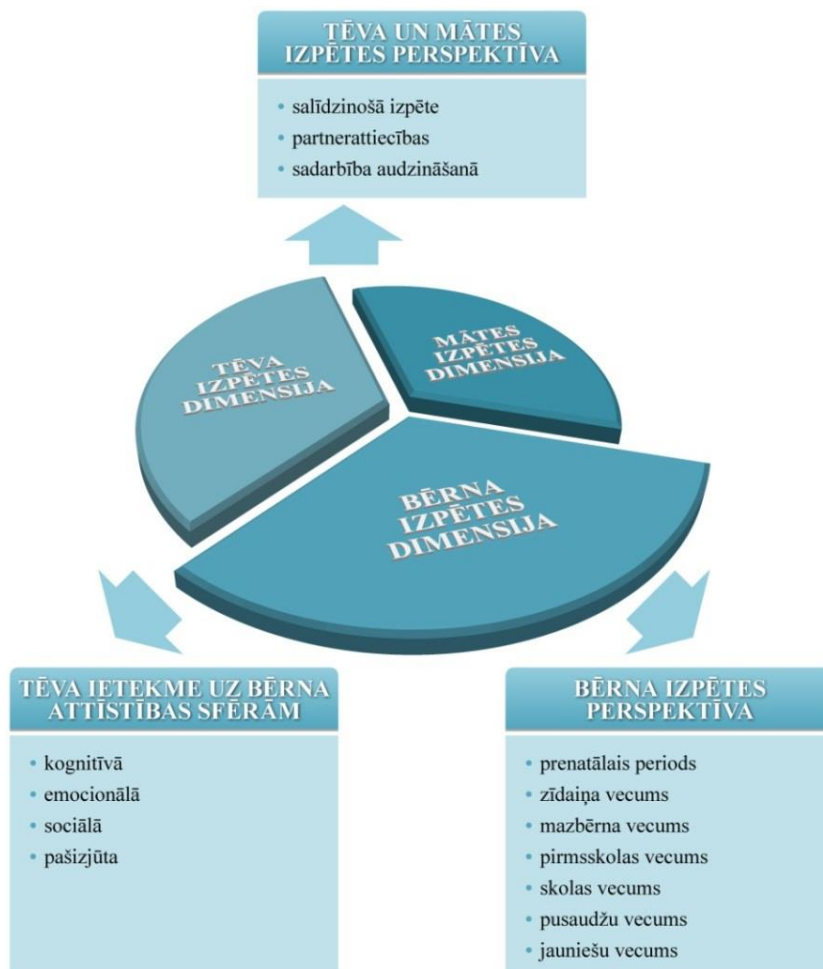 TĒVA UN MĀTES
IZPĒTES PERSPEKTĪVA
• salīdzinošā izpēte
• partnerattiecības
• sadarbība audzināšanā
TĒVA
IZPĒTES
DIMENSIJA
MĀTES
IZPĒTES
DIMENSIJA
BĒRNA
IZPĒTES
DIMENSIJA
TĒVA IETEKME UZ BĒRNA
ATTĪSTĪBAS SFĒRĀM
• kognitīvā
• emocionālā
• sociālā
• pašizjūta
BĒRNA IZPĒTES
PERSPEKTĪVA
• prenatālais periods
• zīdaiņa vecums
• mazbērna vecums
• pirmsskolas vecums
• skolas vecums
• pusaudžu vecums
• jauniešu vecums